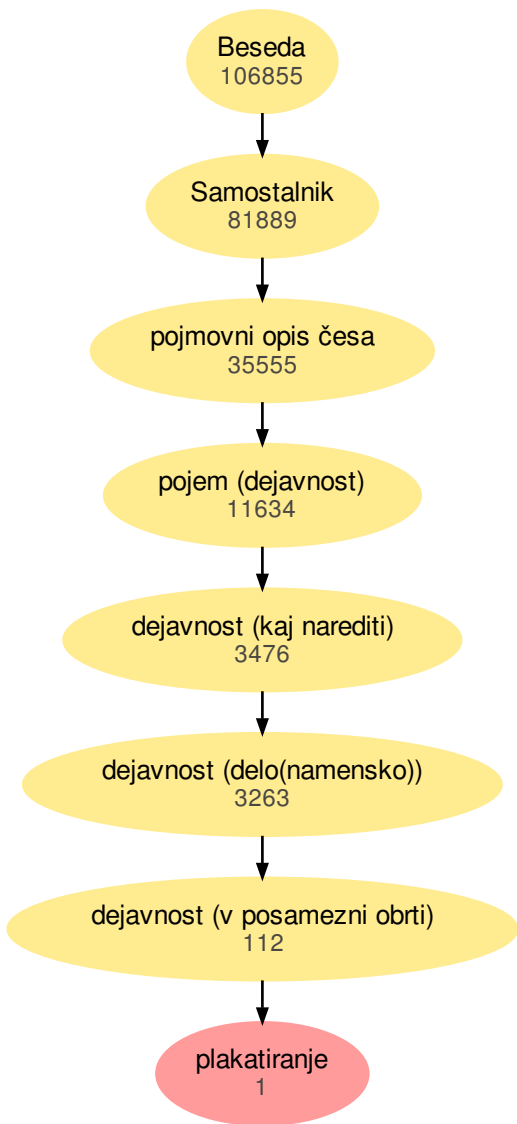 Beseda
106855
Samostalnik
81889
pojmovni opis česa
35555
pojem (dejavnost)
11634
dejavnost (kaj narediti)
3476
dejavnost (delo(namensko))
3263
dejavnost (v posamezni obrti)
112
plakatiranje
1